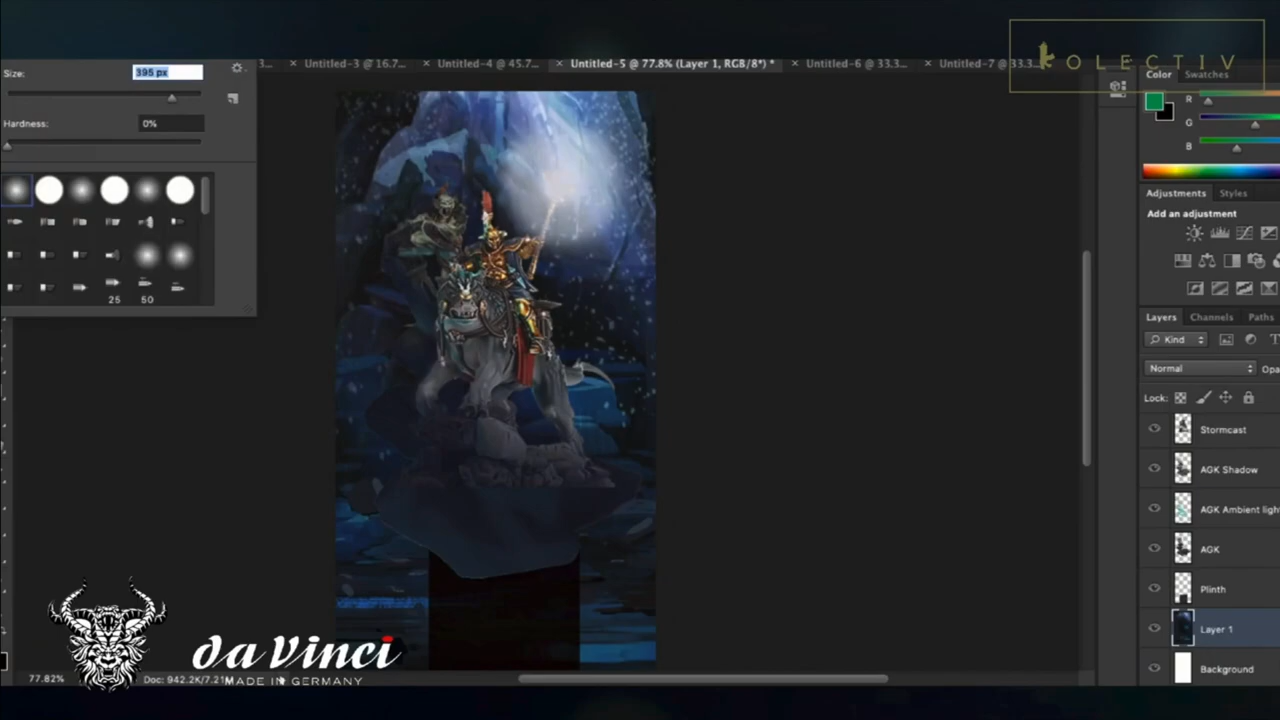 Size:
395 px
3...
× Untitled-3 @ 16.7...
× Untitled-4 @ 45.7...
× Untitled-5 @ 77.8% (Layer 1, RGB/8*) *
× Untitled-6 @ 33.3...
× Untitled-7 @ 33.3...
OLECTIV
Color
Swatches
R
G
B
Hardness:
0%
25
50
Adjustments
Styles
Add an adjustment
Layers
Channels
Paths
Kind
Normal
Opa
Lock:
Stormcast
AGK Shadow
AGK Ambient ligh
AGK
Plinth
Layer 1
Background
da Vinci
MADE IN GERMANY
77.82%
Doc: 942.2K/7.21M